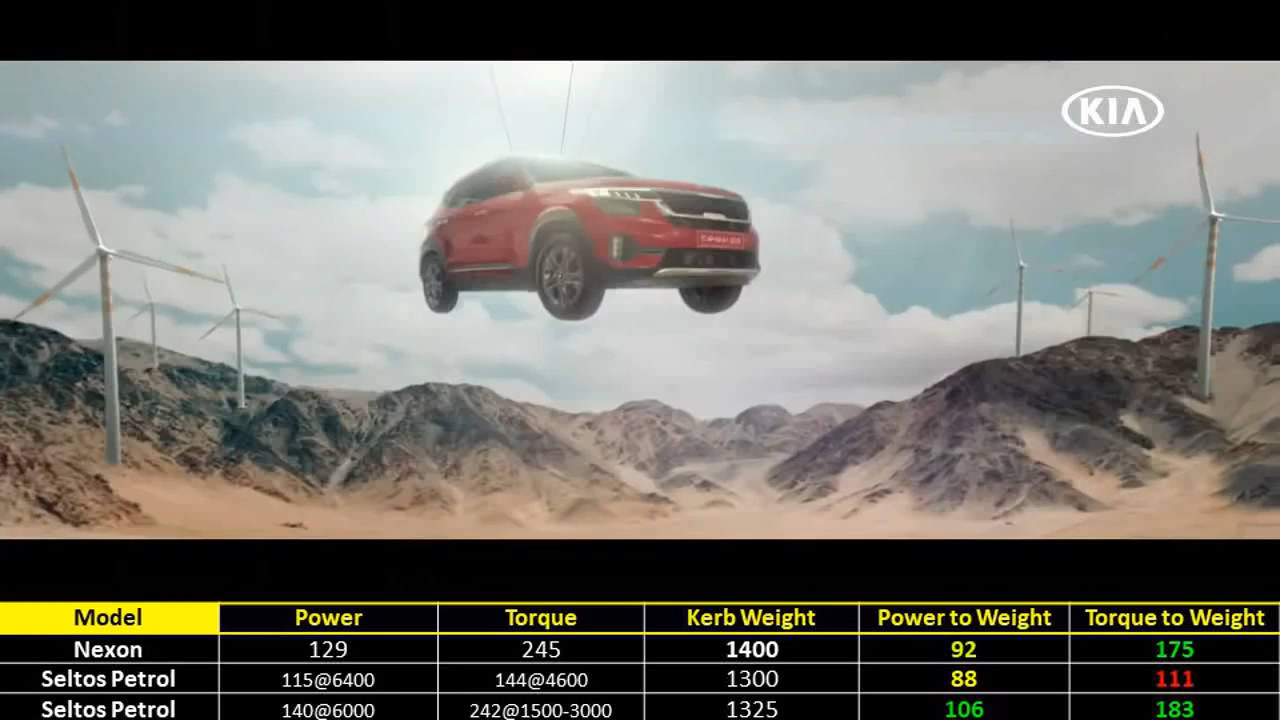 KIA
Model Power Torque Kerb Weight Power to Weight Torque to Weight
Nexon 129 245 1400 92 175
Seltos Petrol 115@6400 144@4600 1300 88 111
Seltos Petrol 140@6000 242@1500-3000 1325 106 183